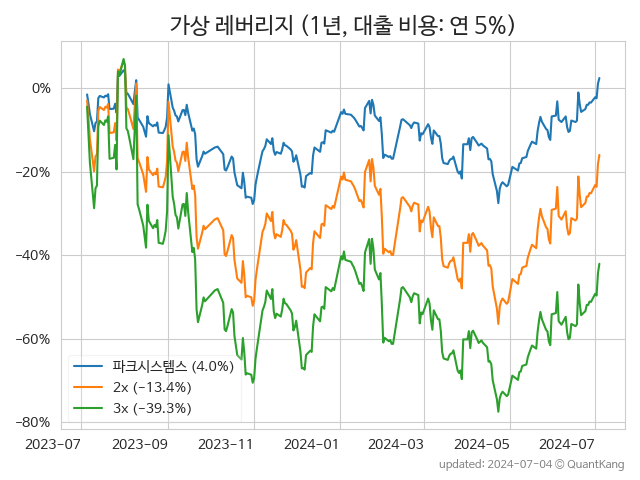 가상 레버리지 (1년, 대출 비용: 연 5%)
0%
−20%
−40%
−60%
−80%
파크시스템스 (4.0%)
2x (−13.4%)
3x (−39.3%)
2023-07 2023-09 2023-11 2024-01 2024-03 2024-05 2024-07
updated: 2024-07-04 © QuantKang